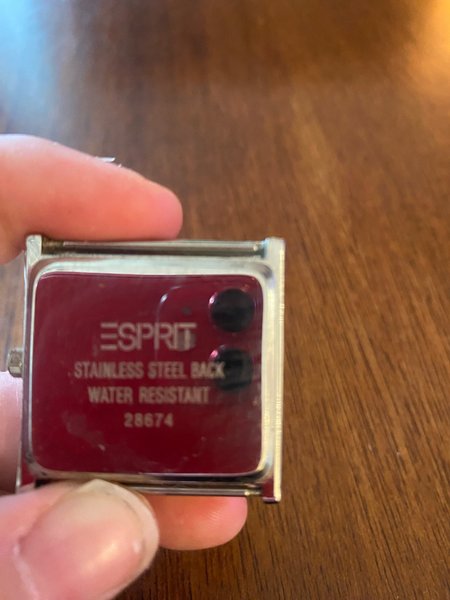 ESPRIT
STAINLESS STEEL BACK
WATER RESISTANT
28674